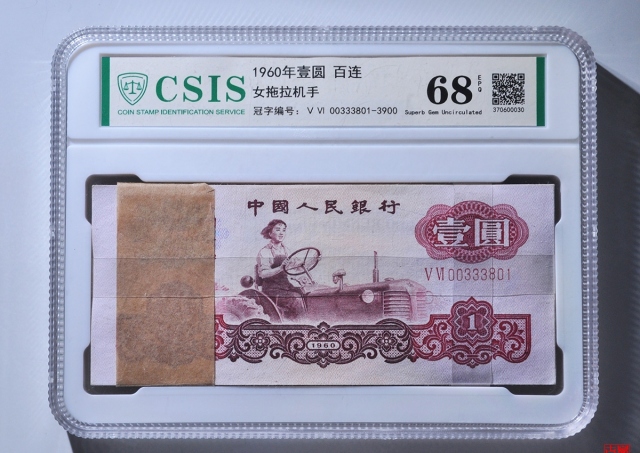 CSIS
COIN STAMP IDENTIFICATION SERVICE
1960年壹圆 百连
女拖拉机手
冠字编号：ⅤⅥ 00333801-3900
68
EPQ
Superb Gem Uncirculated
370600030
中國人民銀行
壹圓
ⅤⅥ 00333801
1960
1